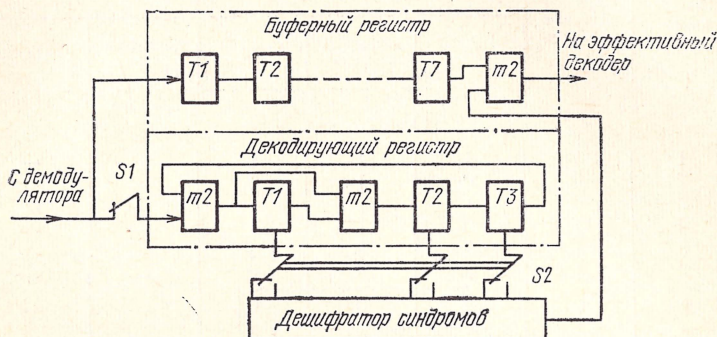 Буферный регистр
На эффективный
декодер
T1
T2
T7
m2
Декодирующий регистр
С демоду-
лятора
S1
m2
T1
m2
T2
T3
S2
Дешифратор синдромов